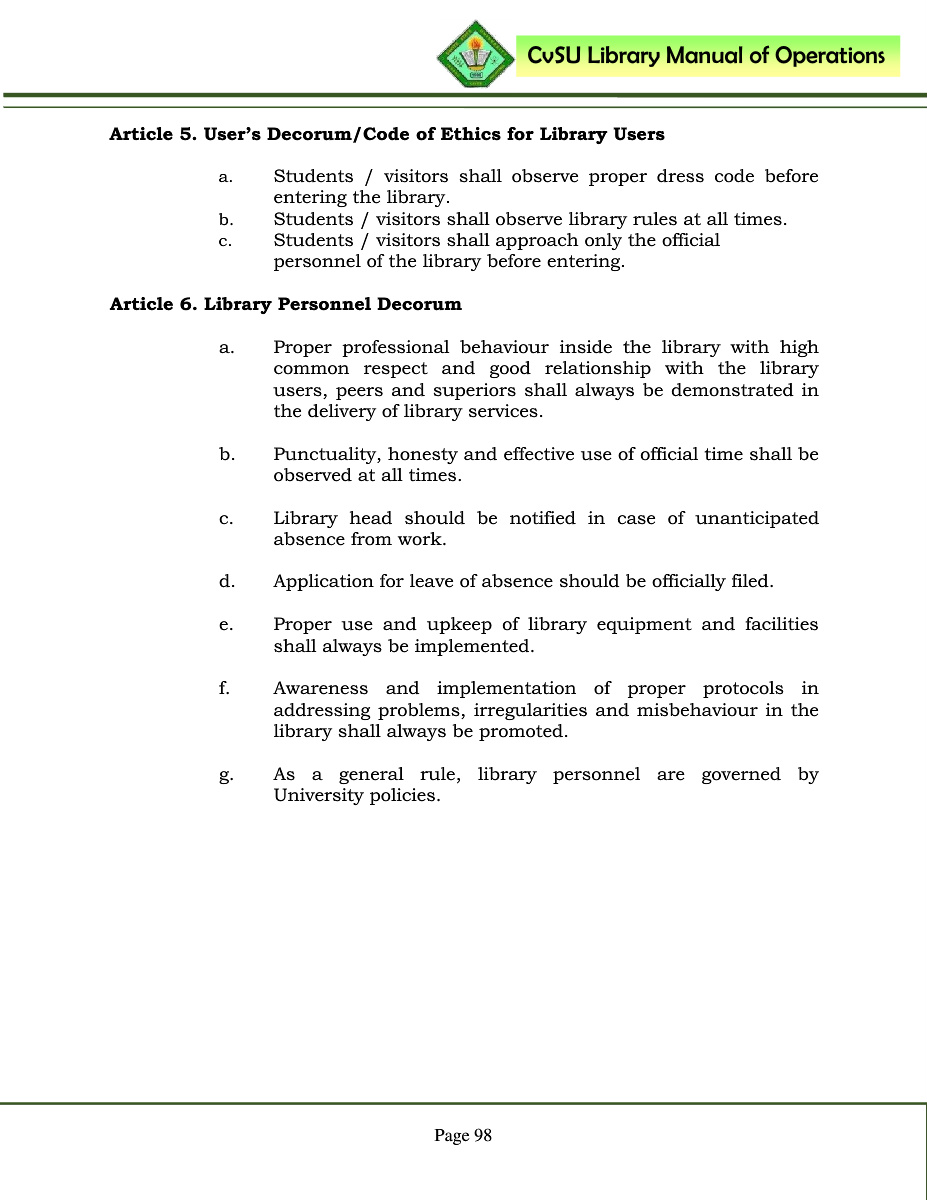 CvSU Library Manual of Operations
Article 5. User’s Decorum/Code of Ethics for Library Users
a. Students / visitors shall observe proper dress code before
entering the library.
b. Students / visitors shall observe library rules at all times.
c. Students / visitors shall approach only the official
personnel of the library before entering.
Article 6. Library Personnel Decorum
a. Proper professional behaviour inside the library with high
common respect and good relationship with the library
users, peers and superiors shall always be demonstrated in
the delivery of library services.
b. Punctuality, honesty and effective use of official time shall be
observed at all times.
c. Library head should be notified in case of unanticipated
absence from work.
d. Application for leave of absence should be officially filed.
e. Proper use and upkeep of library equipment and facilities
shall always be implemented.
f. Awareness and implementation of proper protocols in
addressing problems, irregularities and misbehaviour in the
library shall always be promoted.
g. As a general rule, library personnel are governed by
University policies.
Page 98